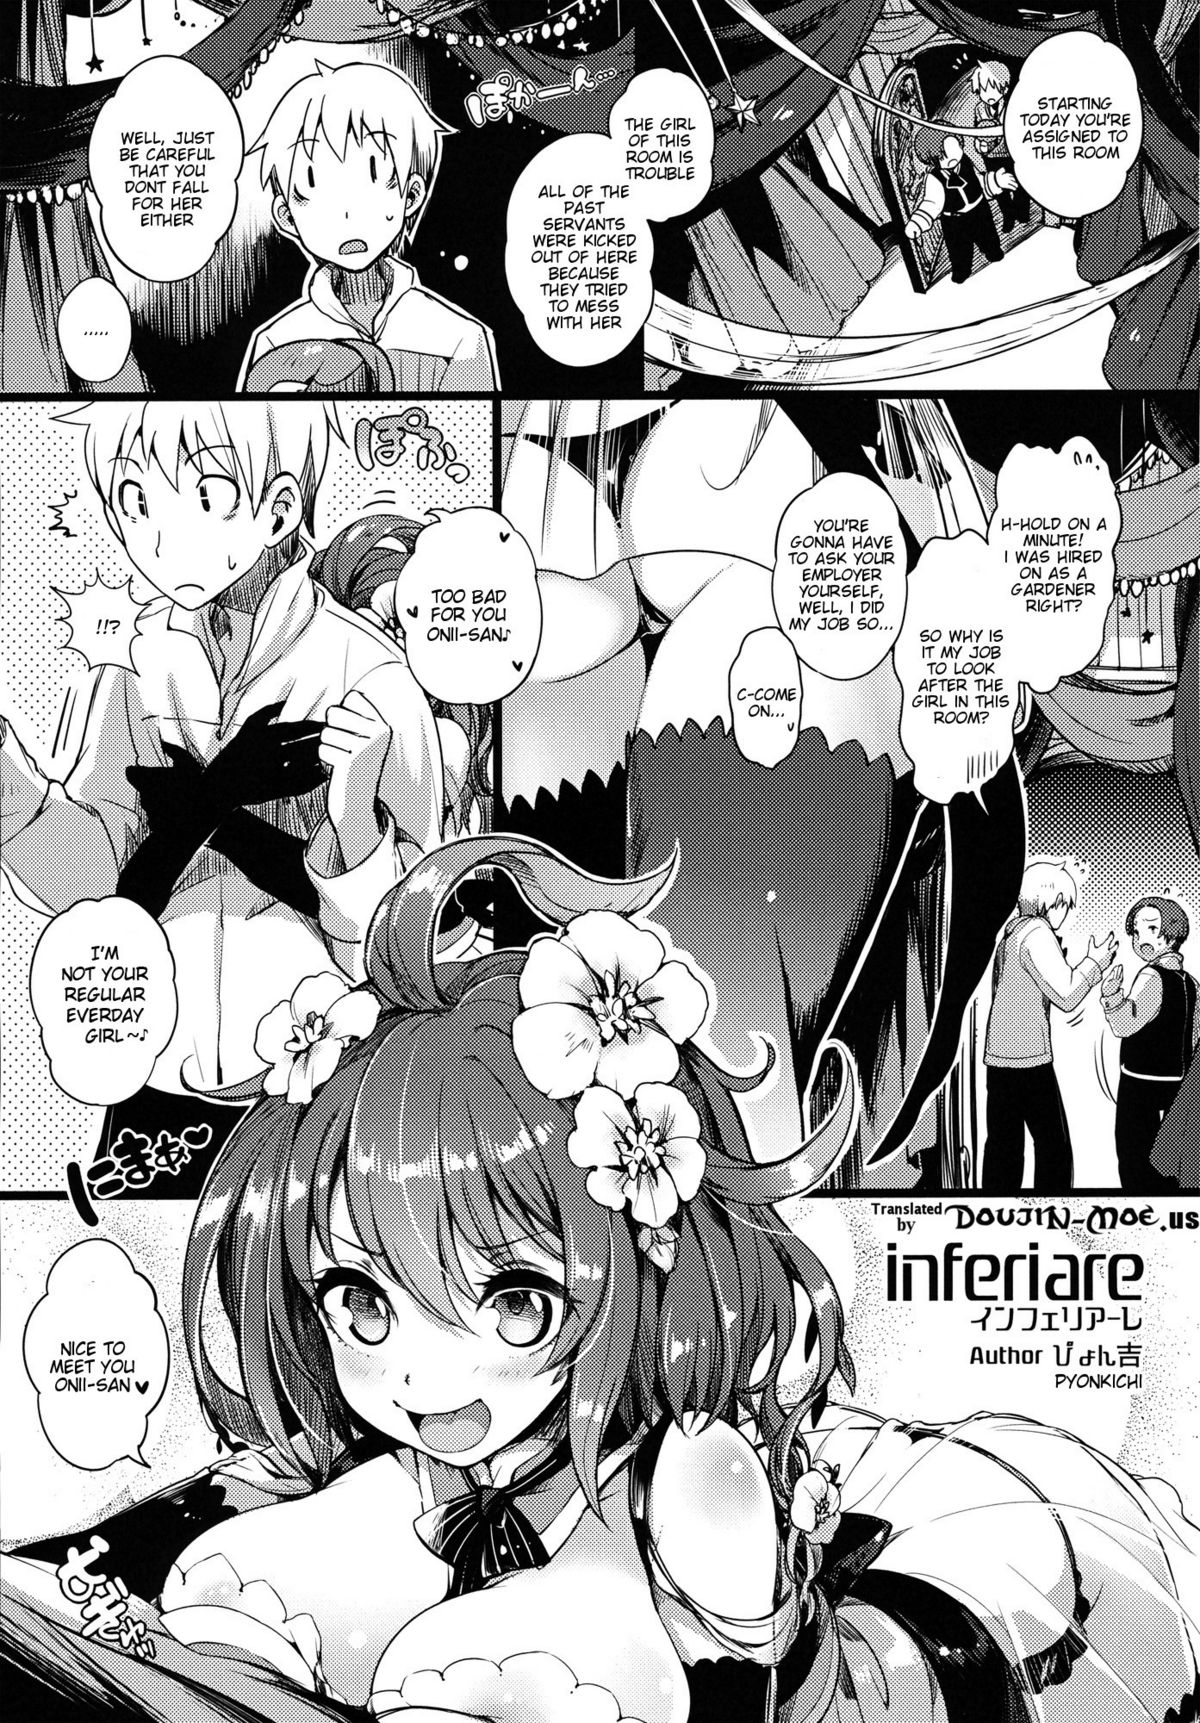 STARTING
TODAY YOU'RE
ASSIGNED TO
THIS ROOM
THE GIRL
OF THIS
ROOM IS
TROUBLE
ALL OF THE
PAST
SERVANTS
WERE KICKED
OUT OF HERE
BECAUSE
THEY TRIED
TO MESS
WITH HER
ぽかーん…
WELL, JUST
BE CAREFUL
THAT YOU
DONT FALL
FOR HER
EITHER
.....
H-HOLD ON A
MINUTE!
I WAS HIRED
ON AS A
GARDENER
RIGHT?
SO WHY IS
IT MY JOB
TO LOOK
AFTER THE
GIRL IN THIS
ROOM?
YOU'RE
GONNA HAVE
TO ASK YOUR
EMPLOYER
YOURSELF,
WELL, I DID
MY JOB SO...
C-COME
ON...
ぽふっ
TOO BAD
FOR YOU
ONII-SAN♪
!!?
I'M
NOT YOUR
REGULAR
EVERDAY
GIRL~♪
にまぁ♥
NICE TO
MEET YOU
ONII-SAN♥
むぎゅっ
Translated
by DOUJIN-MOE.us
inferiare
インフェリアーレ
Author ぴょん吉
PYONKICHI